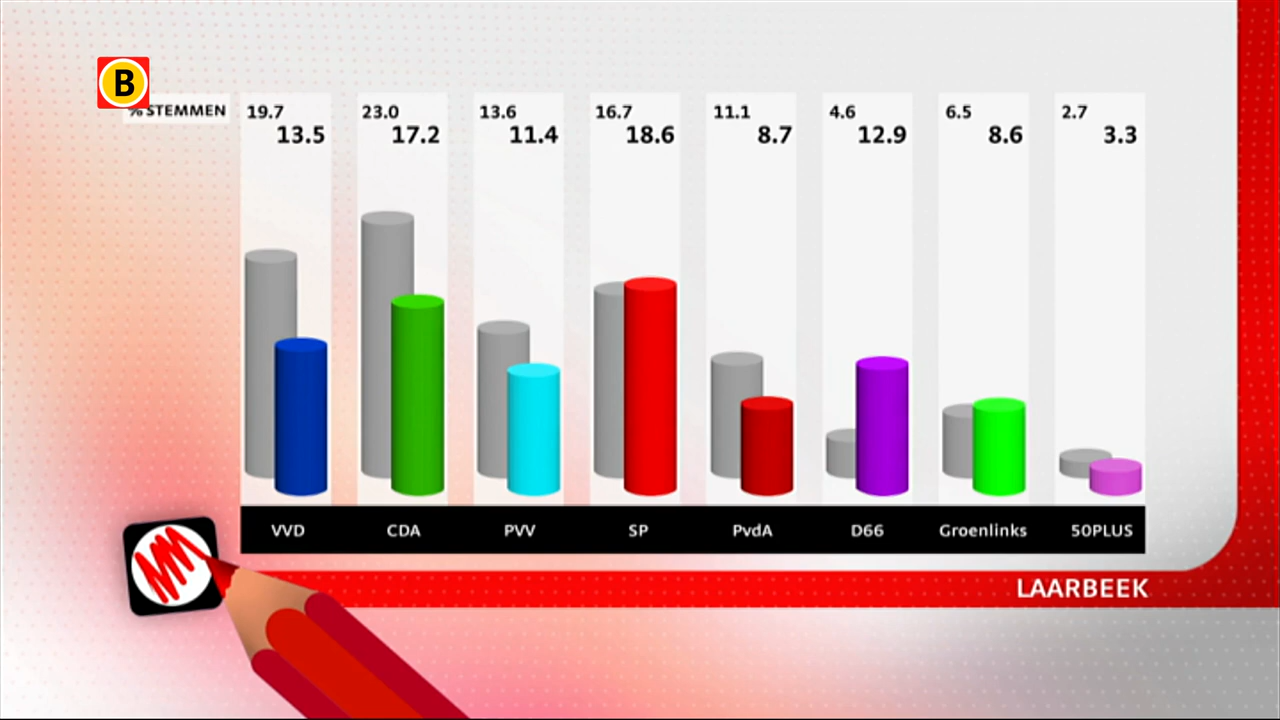 B
% STEMMEN 19.7 23.0 13.6 16.7 11.1 4.6 6.5 2.7
13.5 17.2 11.4 18.6 8.7 12.9 8.6 3.3
VVD CDA PVV SP PvdA D66 Groenlinks 50PLUS
LAARBEEK